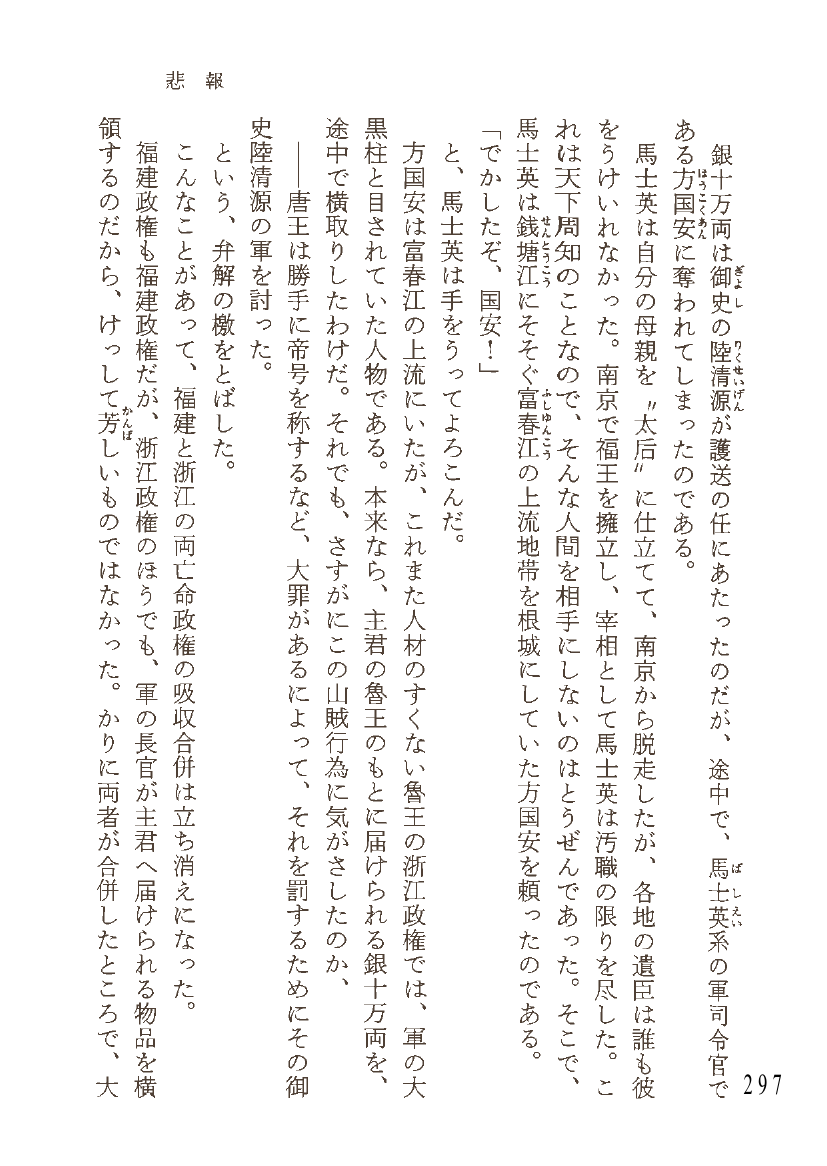 悲報
銀十万両は御史の陸清源が護送の任にあたったのだが、途中で、馬士英系の軍司令官で
ある方国安に奪われてしまったのである。
馬士英は自分の母親を〝太后〟に仕立てて、南京から脱走したが、各地の遺臣は誰も彼
をうけいれなかった。南京で福王を擁立し、宰相として馬士英は汚職の限りを尽した。こ
れは天下周知のことなので、そんな人間を相手にしないのはとうぜんであった。そこで、
馬士英は銭塘江にそそぐ富春江の上流地帯を根城にしていた方国安を頼ったのである。
「でかしたぞ、国安！」
と、馬士英は手をうってよろこんだ。
方国安は富春江の上流にいたが、これまた人材のすくない魯王の浙江政権では、軍の大
黒柱と目されていた人物である。本来なら、主君の魯王のもとに届けられる銀十万両を、
途中で横取りしたわけだ。それでも、さすがにこの山賊行為に気がさしたのか、
――唐王は勝手に帝号を称するなど、大罪があるによって、それを罰するためにその御
史陸清源の軍を討った。
という、弁解の檄をとばした。
こんなことがあって、福建と浙江の両亡命政権の吸収合併は立ち消えになった。
福建政権も福建政権だが、浙江政権のほうでも、軍の長官が主君へ届けられる物品を横
領するのだから、けっして芳しいものではなかった。かりに両者が合併したところで、大
297